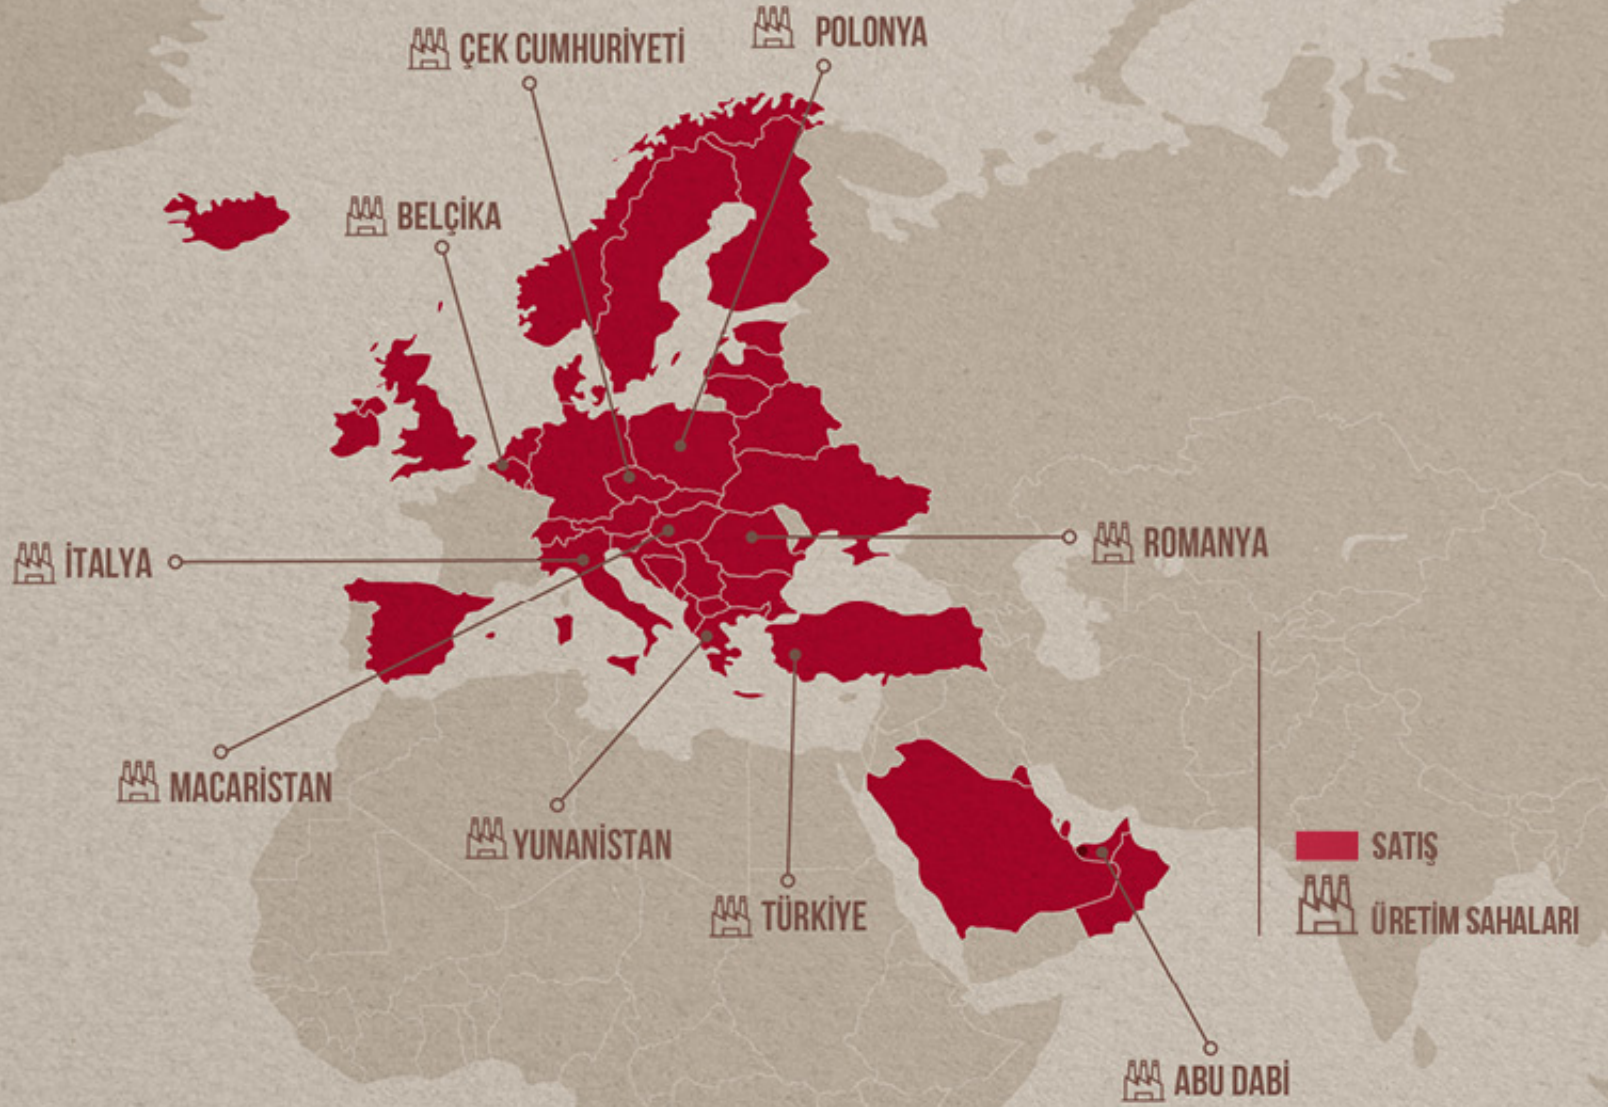 POLONYA
ÇEK CUMHURİYETİ
BELÇİKA
ROMANYA
İTALYA
MACARİSTAN
YUNANİSTAN
TÜRKİYE
SATIŞ
ÜRETİM SAHALARI
ABU DABİ